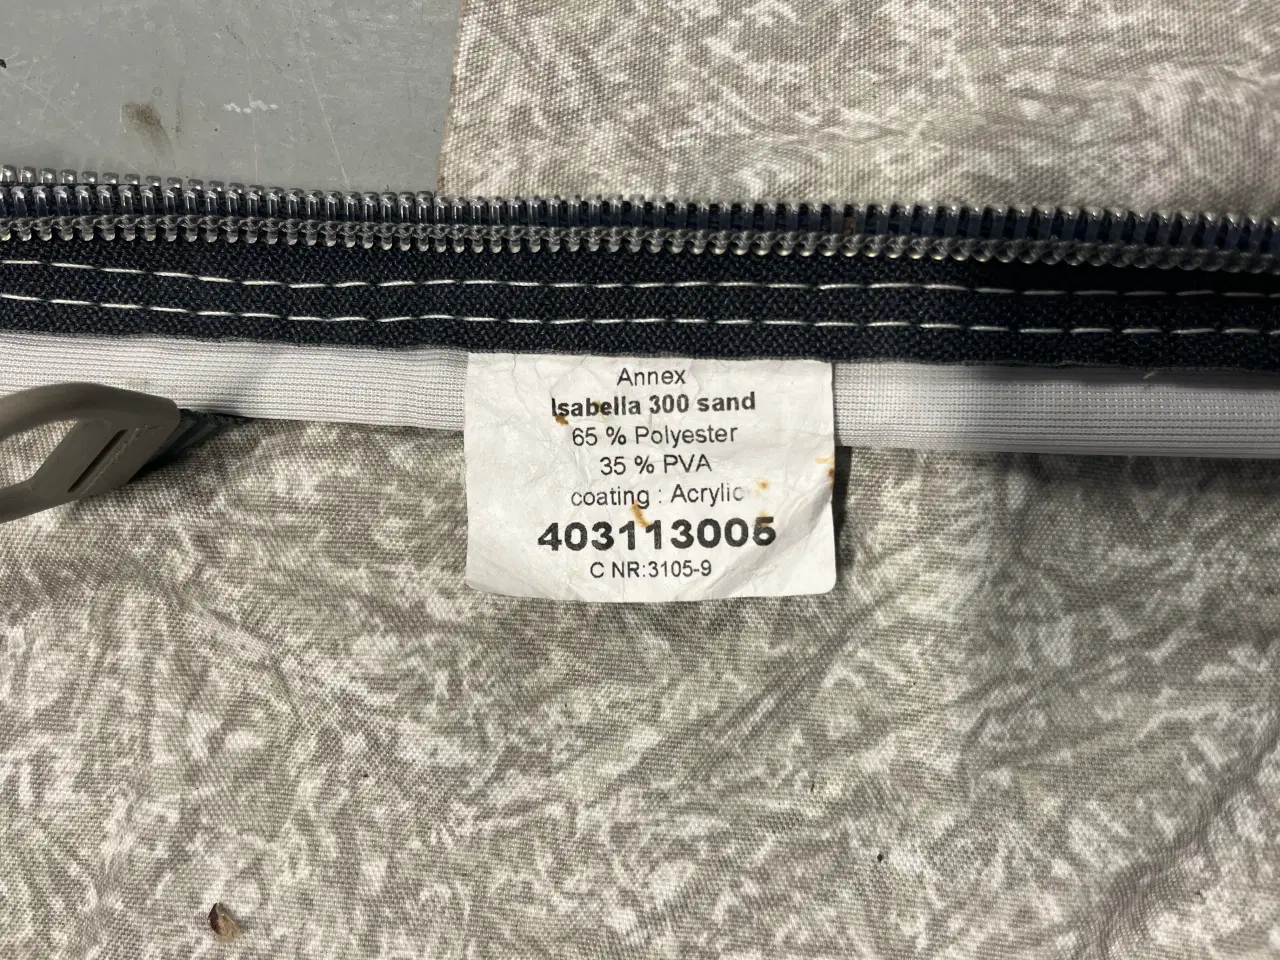 Annex
Isabella 300 sand
65 % Polyester
35 % PVA
coating : Acrylic
403113005
C NR:3105-9